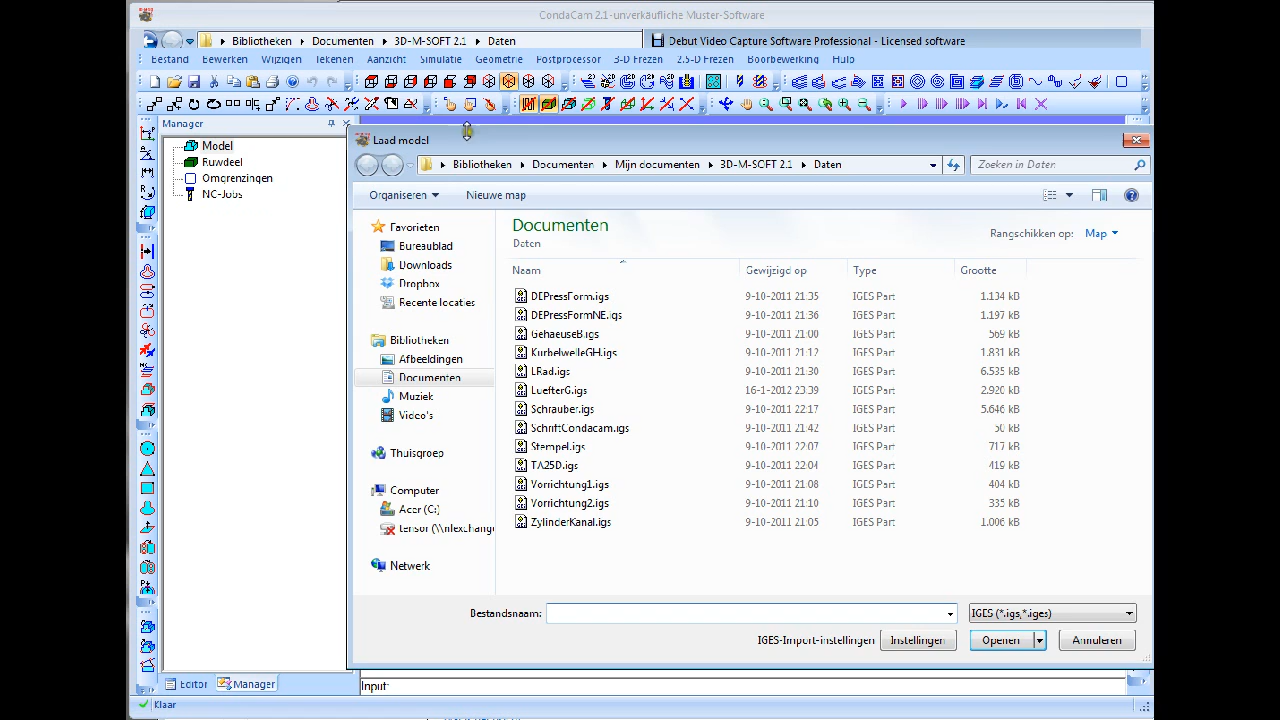 CondaCam 2.1-unverkäufliche Muster-Software
Bibliotheken Documenten 3D-M-SOFT 2.1 Daten
Debut Video Capture Software Professional - Licensed software
Bestand Bewerken Wijzigen Tekenen Aanzicht Simulatie Geometrie Postprocessor 3-D Frezen 2,5-D Frezen Boorbewerking Hulp
Manager
Model
Ruwdeel
Omgrenzingen
NC-Jobs
Laad model
Bibliotheken Documenten Mijn documenten 3D-M-SOFT 2.1 Daten
Zoeken in Daten
Organiseren Nieuwe map
Favorieten
Bureaublad
Downloads
Dropbox
Recente locaties
Bibliotheken
Afbeeldingen
Documenten
Muziek
Video's
Thuisgroep
Computer
Acer (C:)
tensor (\\nlexchang
Netwerk
Documenten
Daten
Rangschikken op: Map
Naam Gewijzigd op Type Grootte
DEPressForm.igs 9-10-2011 21:35 IGES Part 1.134 kB
DEPressFormNE.igs 9-10-2011 21:36 IGES Part 1.197 kB
GehaeuseB.igs 9-10-2011 21:00 IGES Part 569 kB
KurbelwelleGH.igs 9-10-2011 21:12 IGES Part 1.831 kB
LRad.igs 9-10-2011 21:30 IGES Part 6.535 kB
LuefterG.igs 16-1-2012 23:39 IGES Part 2.920 kB
Schrauber.igs 9-10-2011 22:17 IGES Part 5.646 kB
SchriftCondacam.igs 9-10-2011 21:42 IGES Part 50 kB
Stempel.igs 9-10-2011 22:07 IGES Part 717 kB
TA25D.igs 9-10-2011 22:04 IGES Part 419 kB
Vorrichtung1.igs 9-10-2011 21:08 IGES Part 404 kB
Vorrichtung2.igs 9-10-2011 21:10 IGES Part 335 kB
ZylinderKanal.igs 9-10-2011 21:05 IGES Part 1.006 kB
Bestandsnaam: IGES (*.igs,*.iges)
IGES-Import-instellingen Instellingen Openen Annuleren
Editor Manager
Input:
Klaar